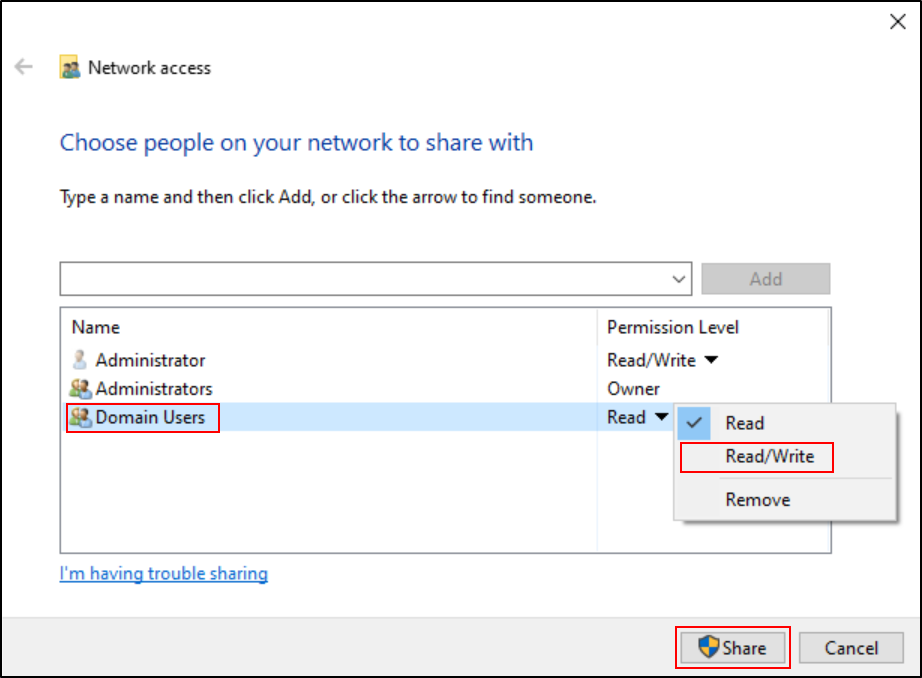 Network access
Choose people on your network to share with
Type a name and then click Add, or click the arrow to find someone.
Add
Name Permission Level
Administrator Read/Write
Administrators Owner
Domain Users Read
Read
Read/Write
Remove
I'm having trouble sharing
Share Cancel